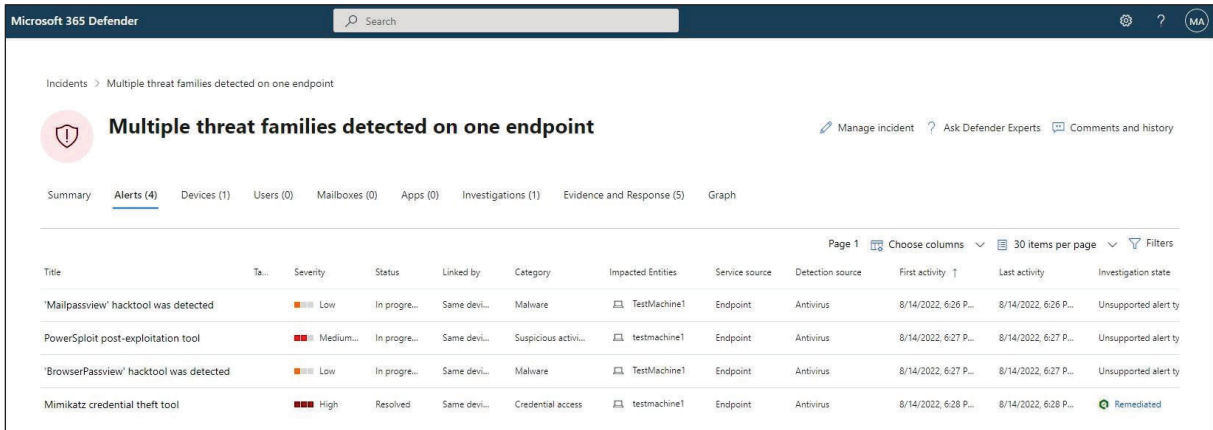 Microsoft 365 Defender Search ? MA
Incidents > Multiple threat families detected on one endpoint
Multiple threat families detected on one endpoint
Manage incident ? Ask Defender Experts Comments and history
Summary Alerts (4) Devices (1) Users (0) Mailboxes (0) Apps (0) Investigations (1) Evidence and Response (5) Graph
Page 1 Choose columns 30 items per page Filters
Title Ta... Severity Status Linked by Category Impacted Entities Service source Detection source First activity ↑ Last activity Investigation state
'Mailpassview' hacktool was detected Low In progre... Same devi... Malware TestMachine1 Endpoint Antivirus 8/14/2022, 6:26 P... 8/14/2022, 6:26 P... Unsupported alert ty
PowerSploit post-exploitation tool Medium... In progre... Same devi... Suspicious activi... testmachine1 Endpoint Antivirus 8/14/2022, 6:27 P... 8/14/2022, 6:27 P... Unsupported alert ty
'BrowserPassview' hacktool was detected Low In progre... Same devi... Malware TestMachine1 Endpoint Antivirus 8/14/2022, 6:27 P... 8/14/2022, 6:27 P... Unsupported alert ty
Mimikatz credential theft tool High Resolved Same devi... Credential access testmachine1 Endpoint Antivirus 8/14/2022, 6:28 P... 8/14/2022, 6:28 P... Remediated